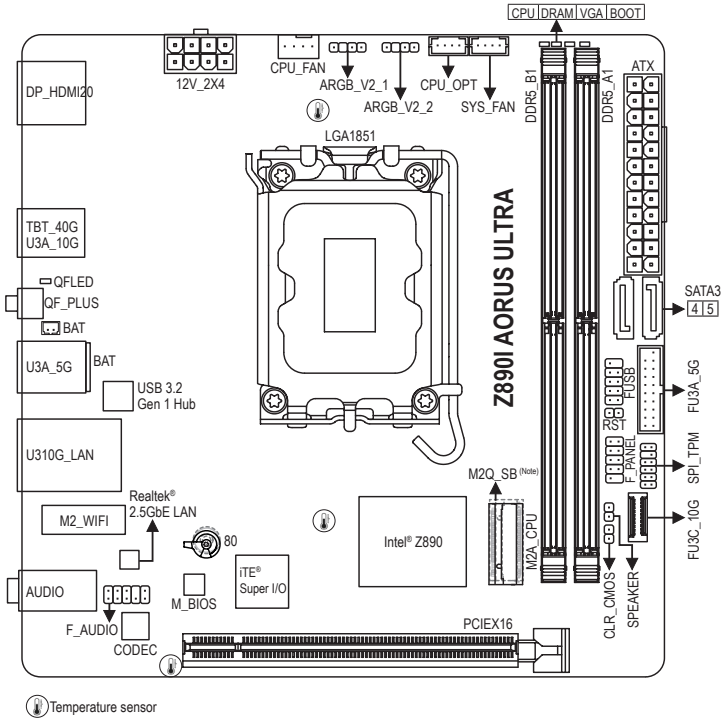 CPU DRAM VGA BOOT
12V_2X4
CPU_FAN
ARGB_V2_1
ARGB_V2_2
CPU_OPT
SYS_FAN
DDR5_B1
DDR5_A1
ATX
DP_HDMI20
LGA1851
TBT_40G
U3A_10G
QFLED
QF_PLUS
BAT
U3A_5G
BAT
USB 3.2
Gen 1 Hub
U310G_LAN
Z890I AORUS ULTRA
SATA3
4 5
FUSB
FU3A_5G
RST
F_PANEL
SPI_TPM
M2Q_SB (Note)
Realtek®
2.5GbE LAN
M2_WIFI
80
Intel® Z890
M2A_CPU
FU3C_10G
AUDIO
iTE®
Super I/O
M_BIOS
CLR_CMOS
SPEAKER
F_AUDIO
CODEC
PCIEX16
Temperature sensor